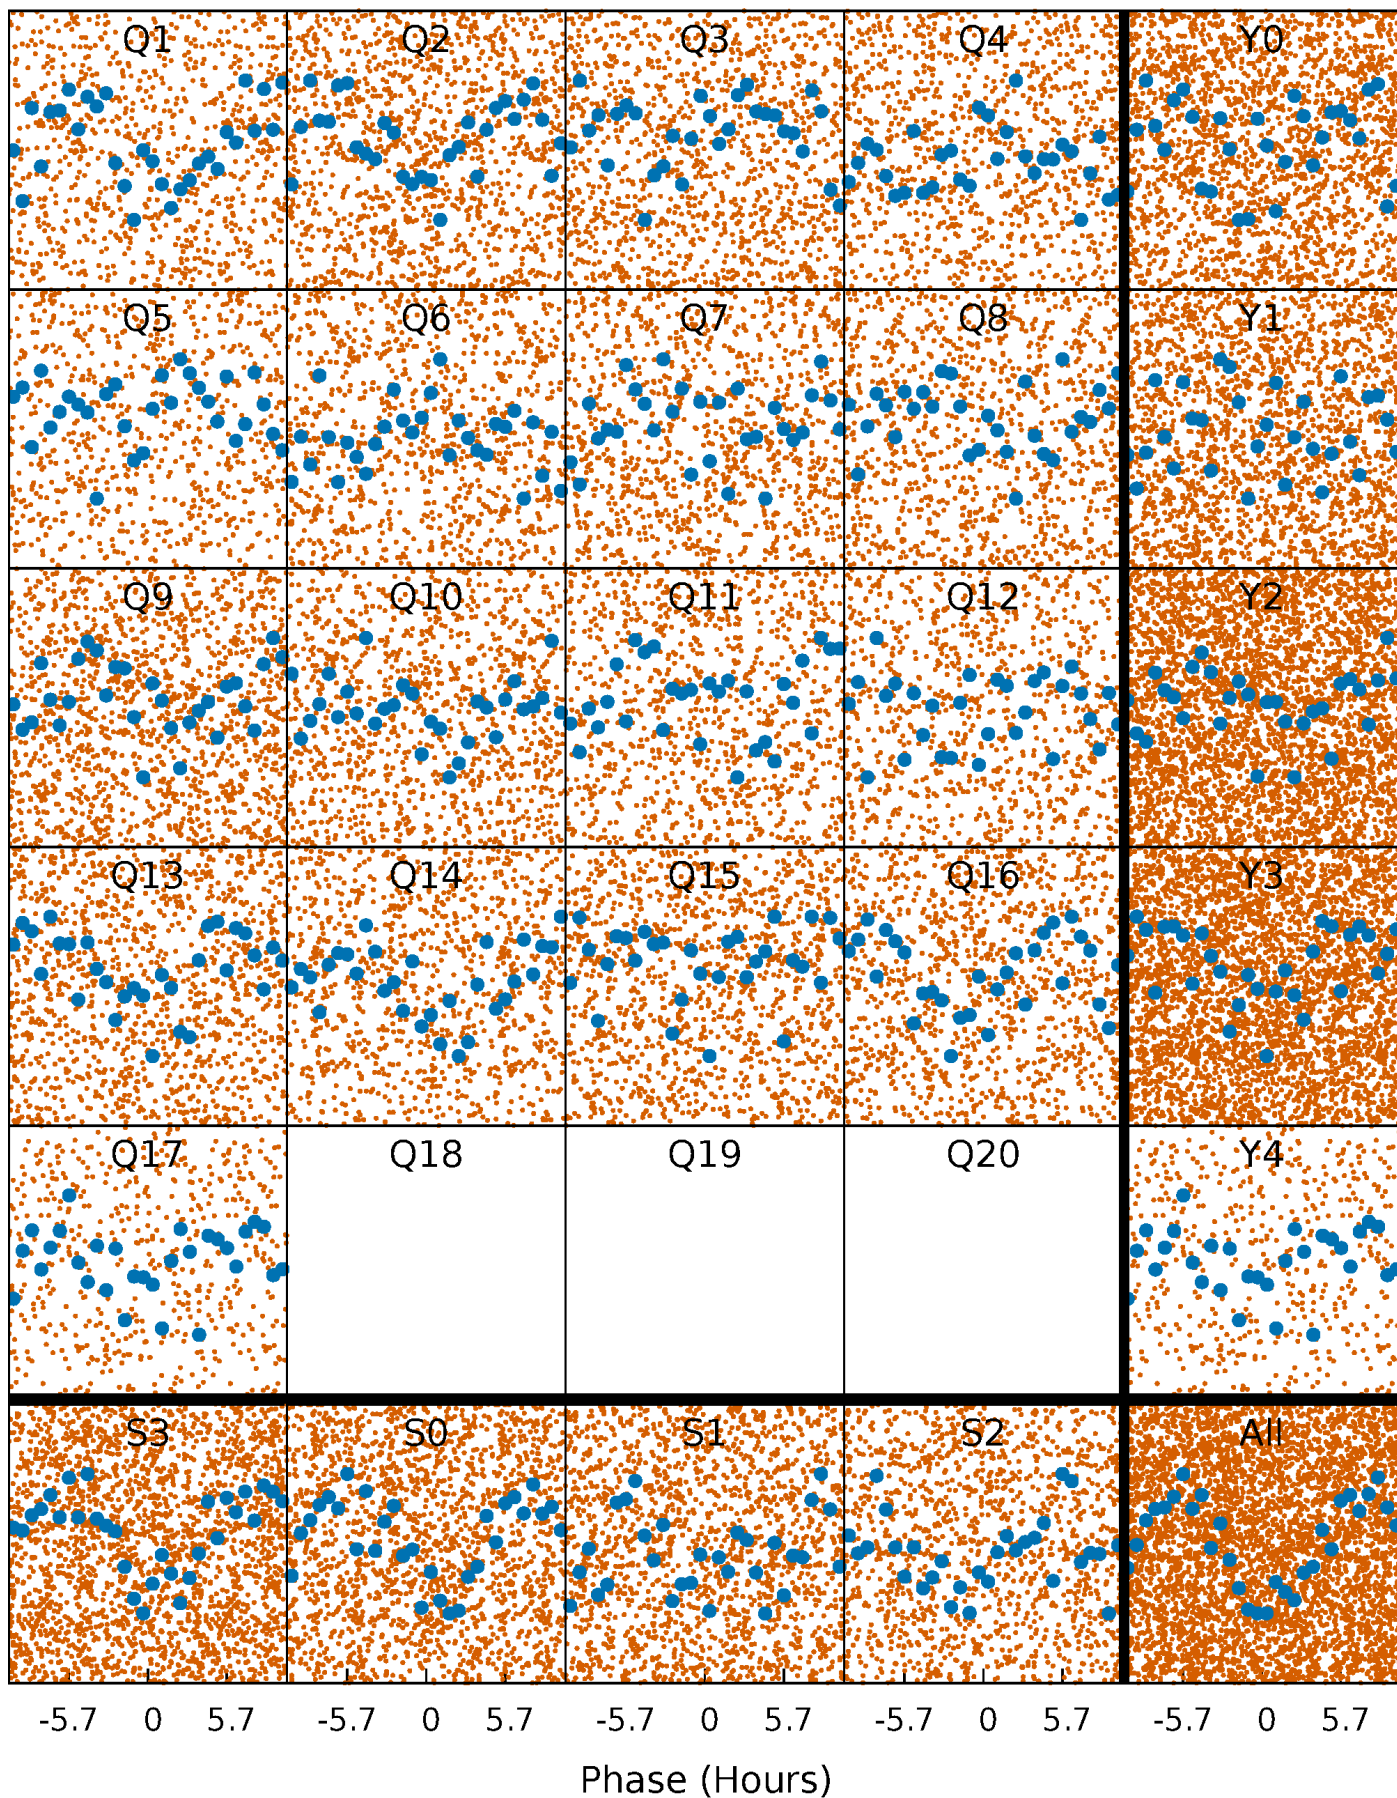 Q1 Q2 Q3 Q4 Y0
Q5 Q6 Q7 Q8 Y1
Q9 Q10 Q11 Q12 Y2
Q13 Q14 Q15 Q16 Y3
Q17 Q18 Q19 Q20 Y4
S3 S0 S1 S2 All
-5.7 0 5.7 -5.7 0 5.7 -5.7 0 5.7 -5.7 0 5.7 -5.7 0 5.7
Phase (Hours)